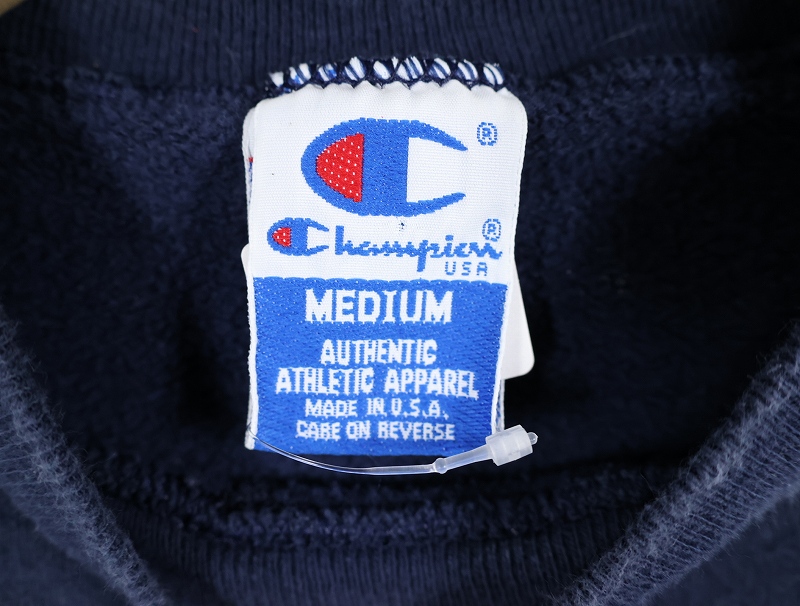 ®
Champion®
USA
MEDIUM
AUTHENTIC
ATHLETIC APPAREL
MADE IN U.S.A.
CARE ON REVERSE